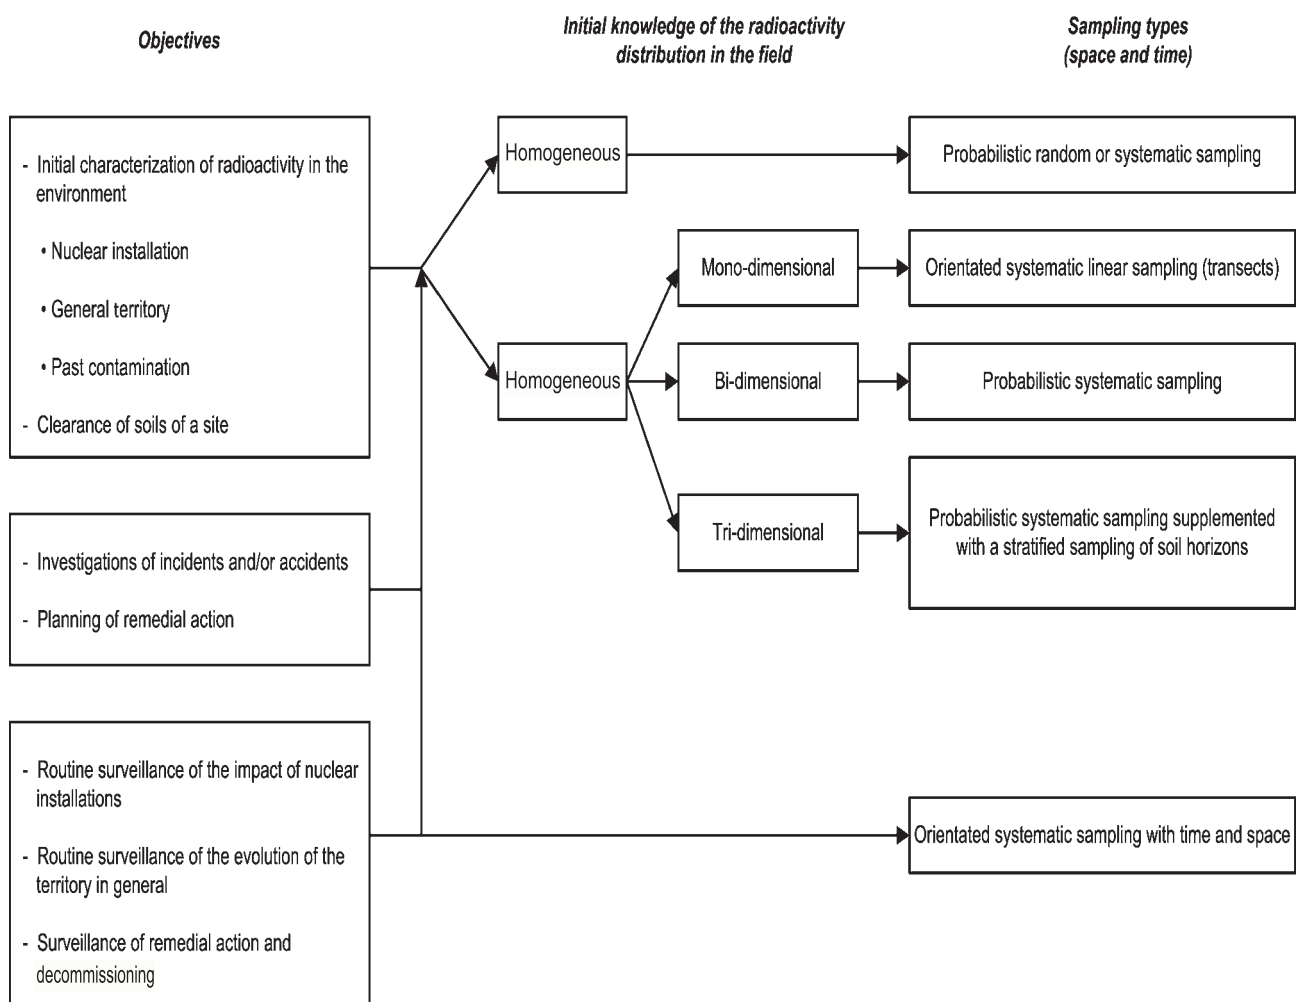 Objectives
Initial knowledge of the radioactivity
distribution in the field
Sampling types
(space and time)
- Initial characterization of radioactivity in the
environment
• Nuclear installation
• General territory
• Past contamination
- Clearance of soils of a site
- Investigations of incidents and/or accidents
- Planning of remedial action
- Routine surveillance of the impact of nuclear
installations
- Routine surveillance of the evolution of the
territory in general
- Surveillance of remedial action and
decommissioning
Homogeneous
Homogeneous
Mono-dimensional
Bi-dimensional
Tri-dimensional
Probabilistic random or systematic sampling
Orientated systematic linear sampling (transects)
Probabilistic systematic sampling
Probabilistic systematic sampling supplemented
with a stratified sampling of soil horizons
Orientated systematic sampling with time and space